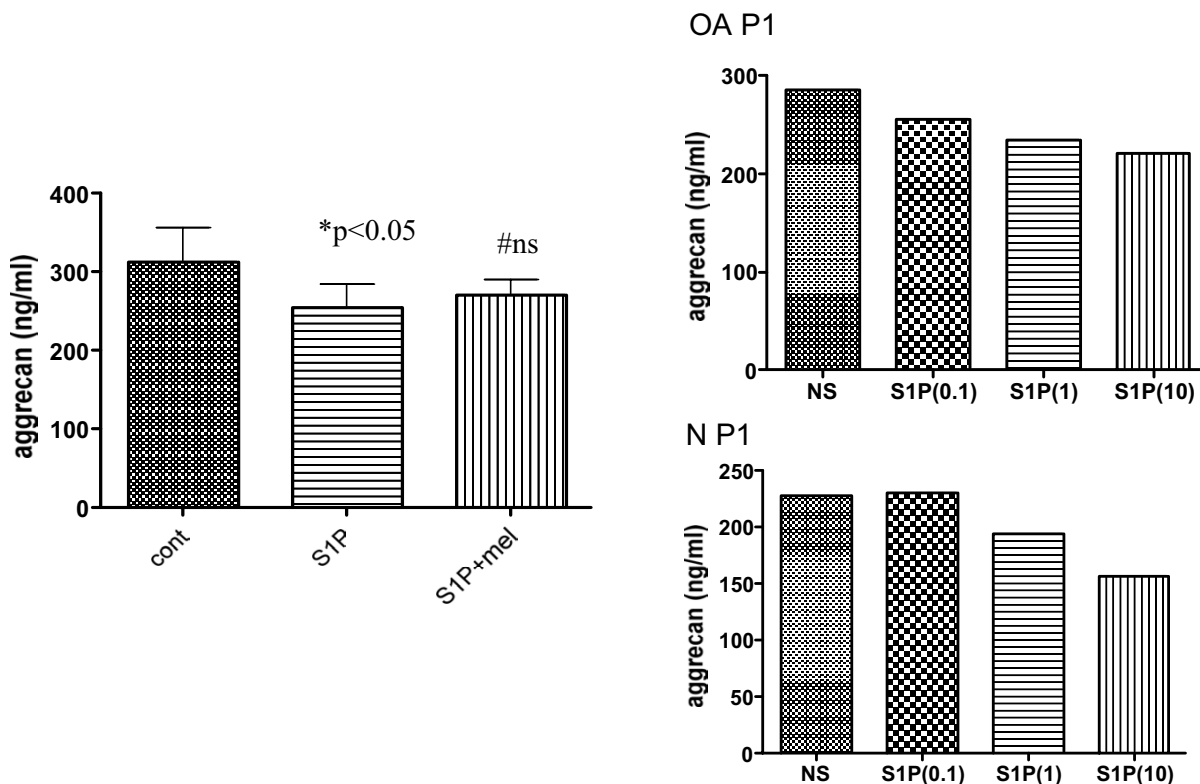 400
300
200
100
0
aggrecan (ng/ml)
*p<0.05
#ns
cont
S1P
S1P+mel
OA P1
300
200
100
0
aggrecan (ng/ml)
NS S1P(0.1) S1P(1) S1P(10)
N P1
250
200
150
100
50
0
aggrecan (ng/ml)
NS S1P(0.1) S1P(1) S1P(10)